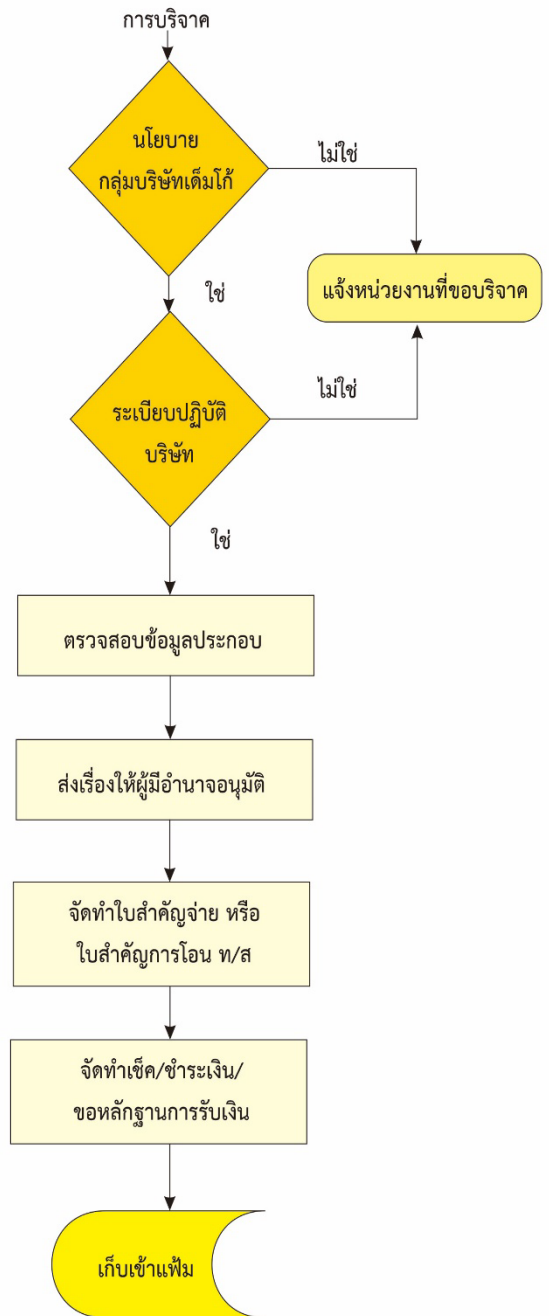 การบริจาค
นโยบาย
กลุ่มบริษัทเด็มโก้
ไม่ใช่
ใช่
แจ้งหน่วยงานที่ขอบริจาค
ระเบียบปฏิบัติ
บริษัท
ไม่ใช่
ใช่
ตรวจสอบข้อมูลประกอบ
ส่งเรื่องให้ผู้มีอำนาจอนุมัติ
จัดทำใบสำคัญจ่าย หรือ
ใบสำคัญการโอน ท/ส
จัดทำเช็ค/ชำระเงิน/
ขอหลักฐานการรับเงิน
เก็บเข้าแฟ้ม